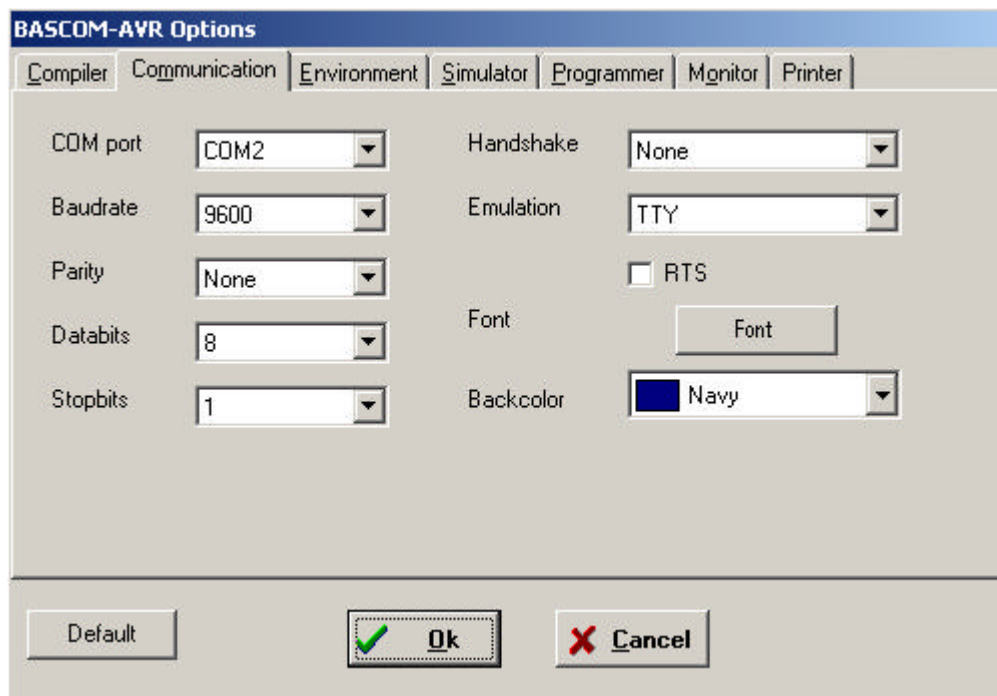 BASCOM-AVR Options
Compiler Communication Environment Simulator Programmer Monitor Printer
COM port COM2 Handshake None
Baudrate 9600 Emulation TTY
Parity None RTS
Databits 8 Font Font
Stopbits 1 Backcolor Navy
Default Ok Cancel